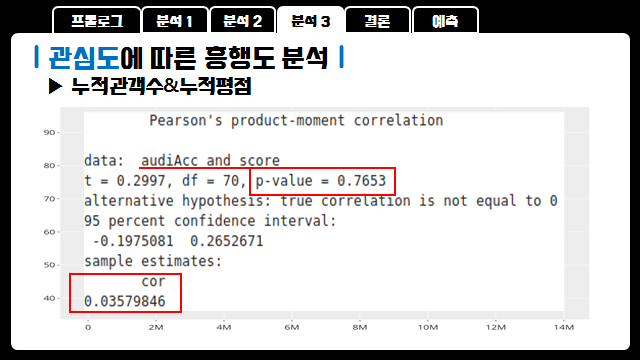 프롤로그 분석 1 분석 2 분석 3 결론 예측
| 관심도에 따른 흥행도 분석 |
▶ 누적관객수&누적평점
Pearson's product-moment correlation
data: audiAcc and score
t = 0.2997, df = 70, p-value = 0.7653
alternative hypothesis: true correlation is not equal to 0
95 percent confidence interval:
-0.1975081 0.2652671
sample estimates:
cor
0.03579846
90
80
70
60
50
40
0 2M 4M 6M 8M 10M 12M 14M